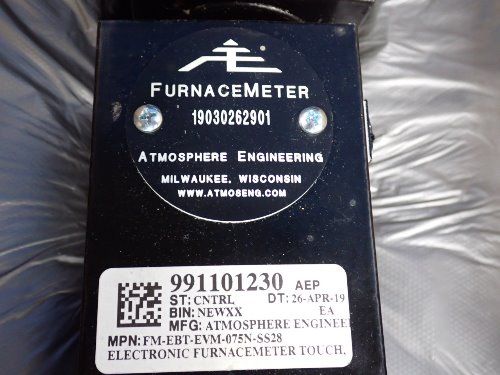 AE
FURNACEMETER
19030262901
ATMOSPHERE ENGINEERING
MILWAUKEE, WISCONSIN
WWW.ATMOSENG.COM
991101230 AEP
ST: CNTRL DT: 26-APR-19
BIN: NEWXX EA
MFG: ATMOSPHERE ENGINEE
MPN: FM-EBT-EVM-075N-SS28
ELECTRONIC FURNACEMETER TOUCH,